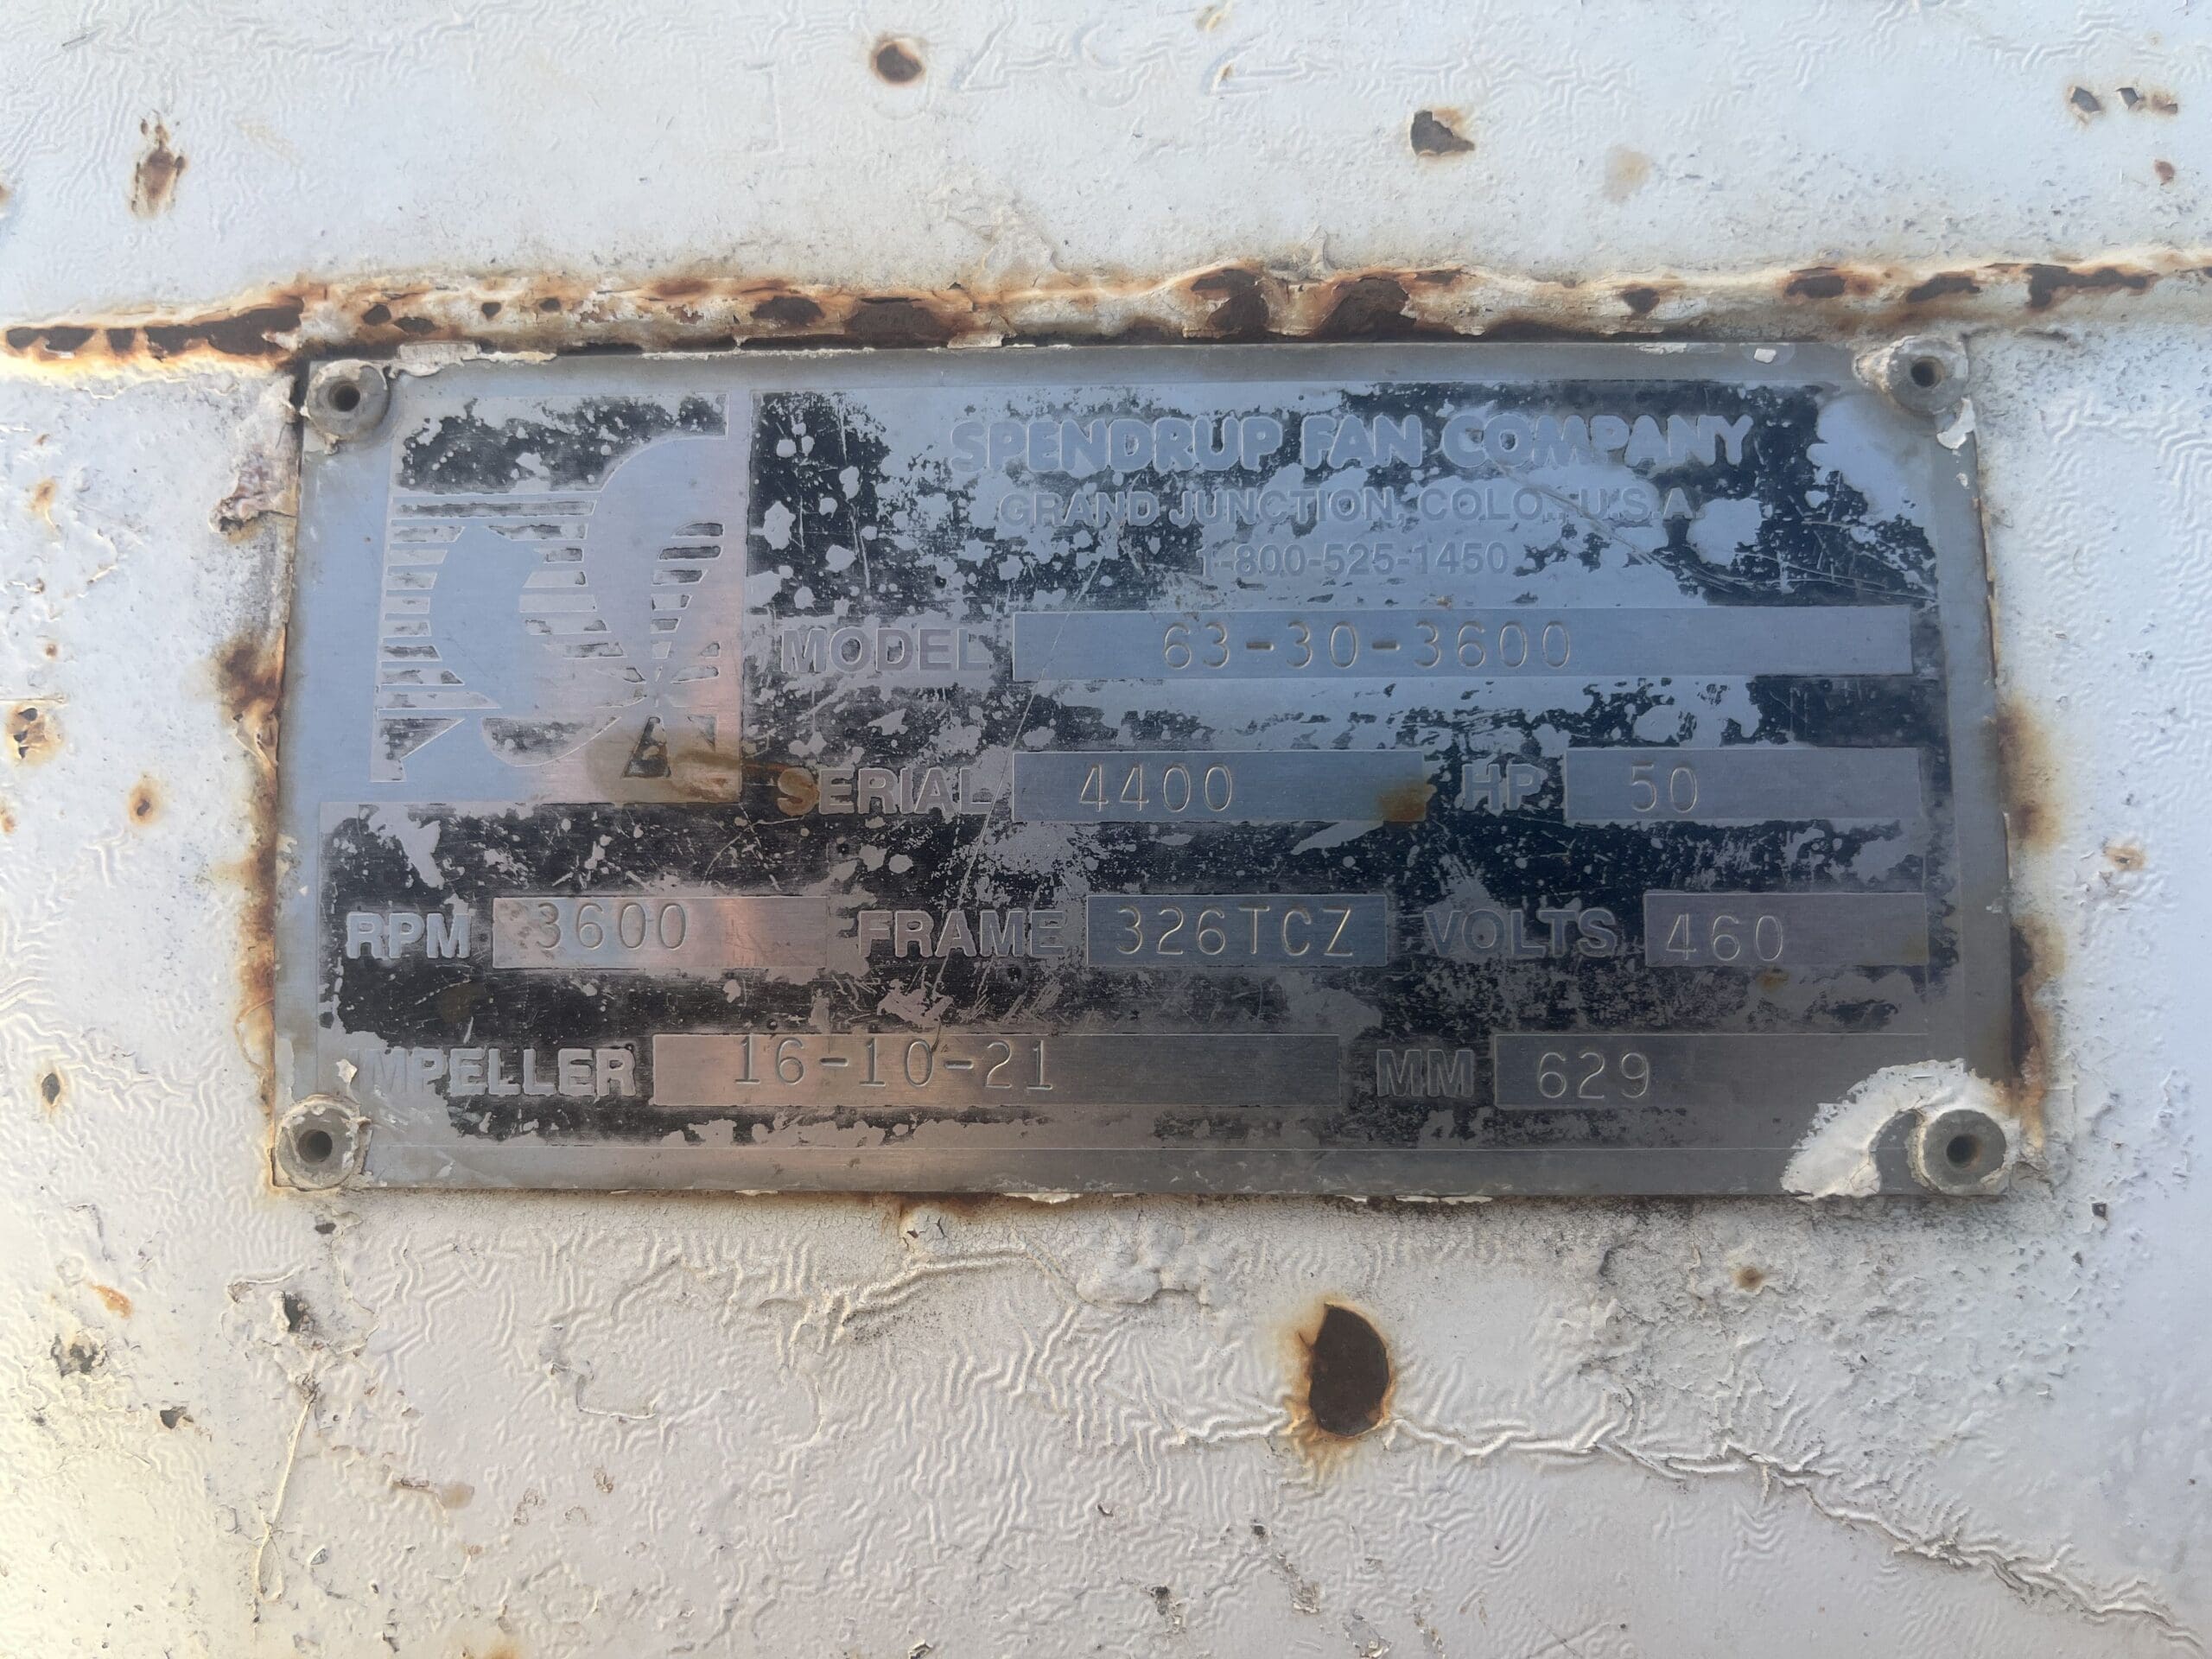 SPENDRUP FAN COMPANY
GRAND JUNCTION, COLO. U.S.A.
1-800-525-1450
MODEL 63-30-3600
SERIAL 4400 HP 50
RPM 3600 FRAME 326TCZ VOLTS 460
IMPELLER 16-10-21 MM 629